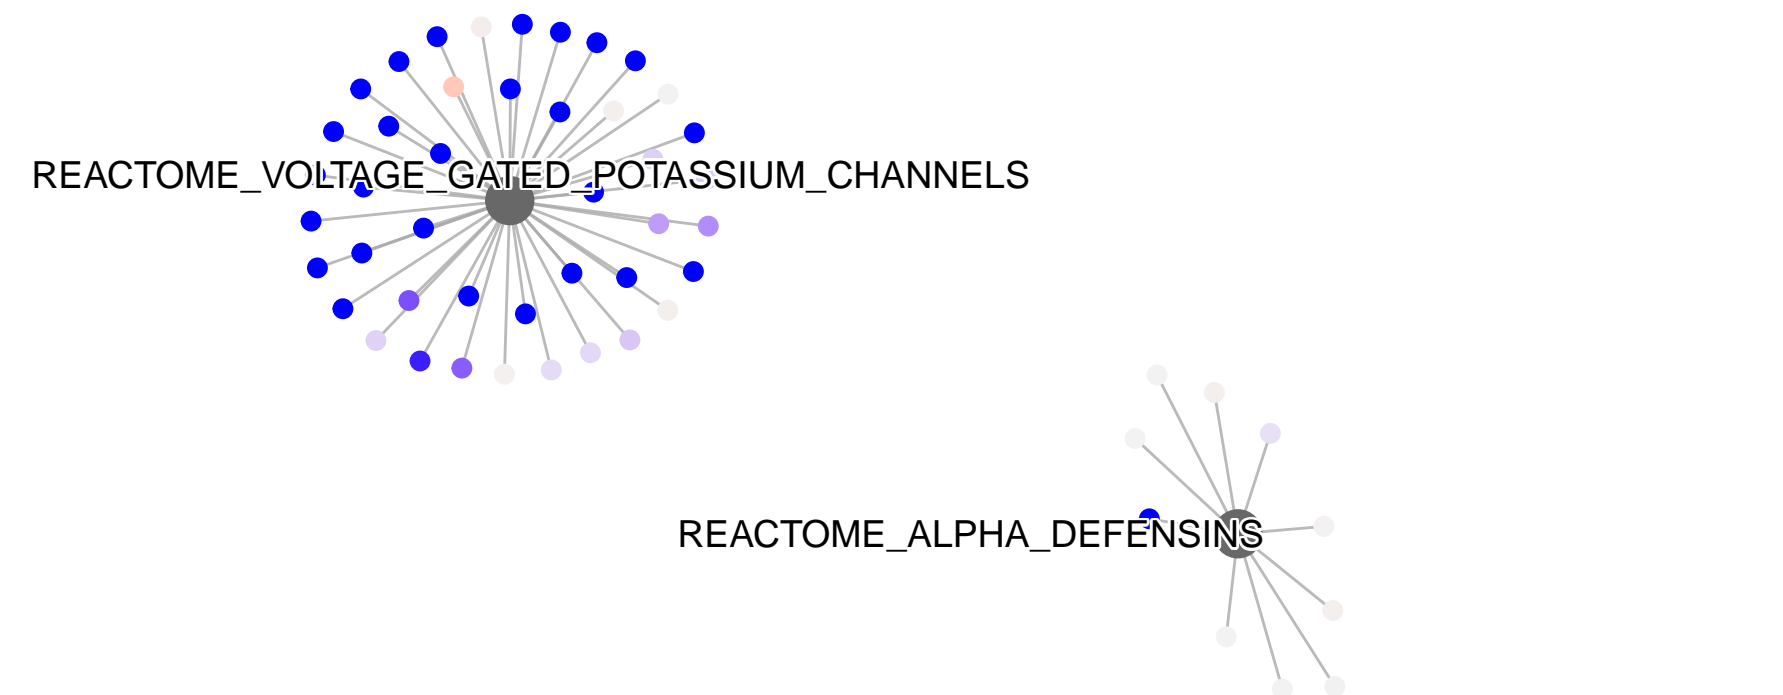 REACTOME_VOLTAGE_GATED_POTASSIUM_CHANNELS
REACTOME_ALPHA_DEFENSINS